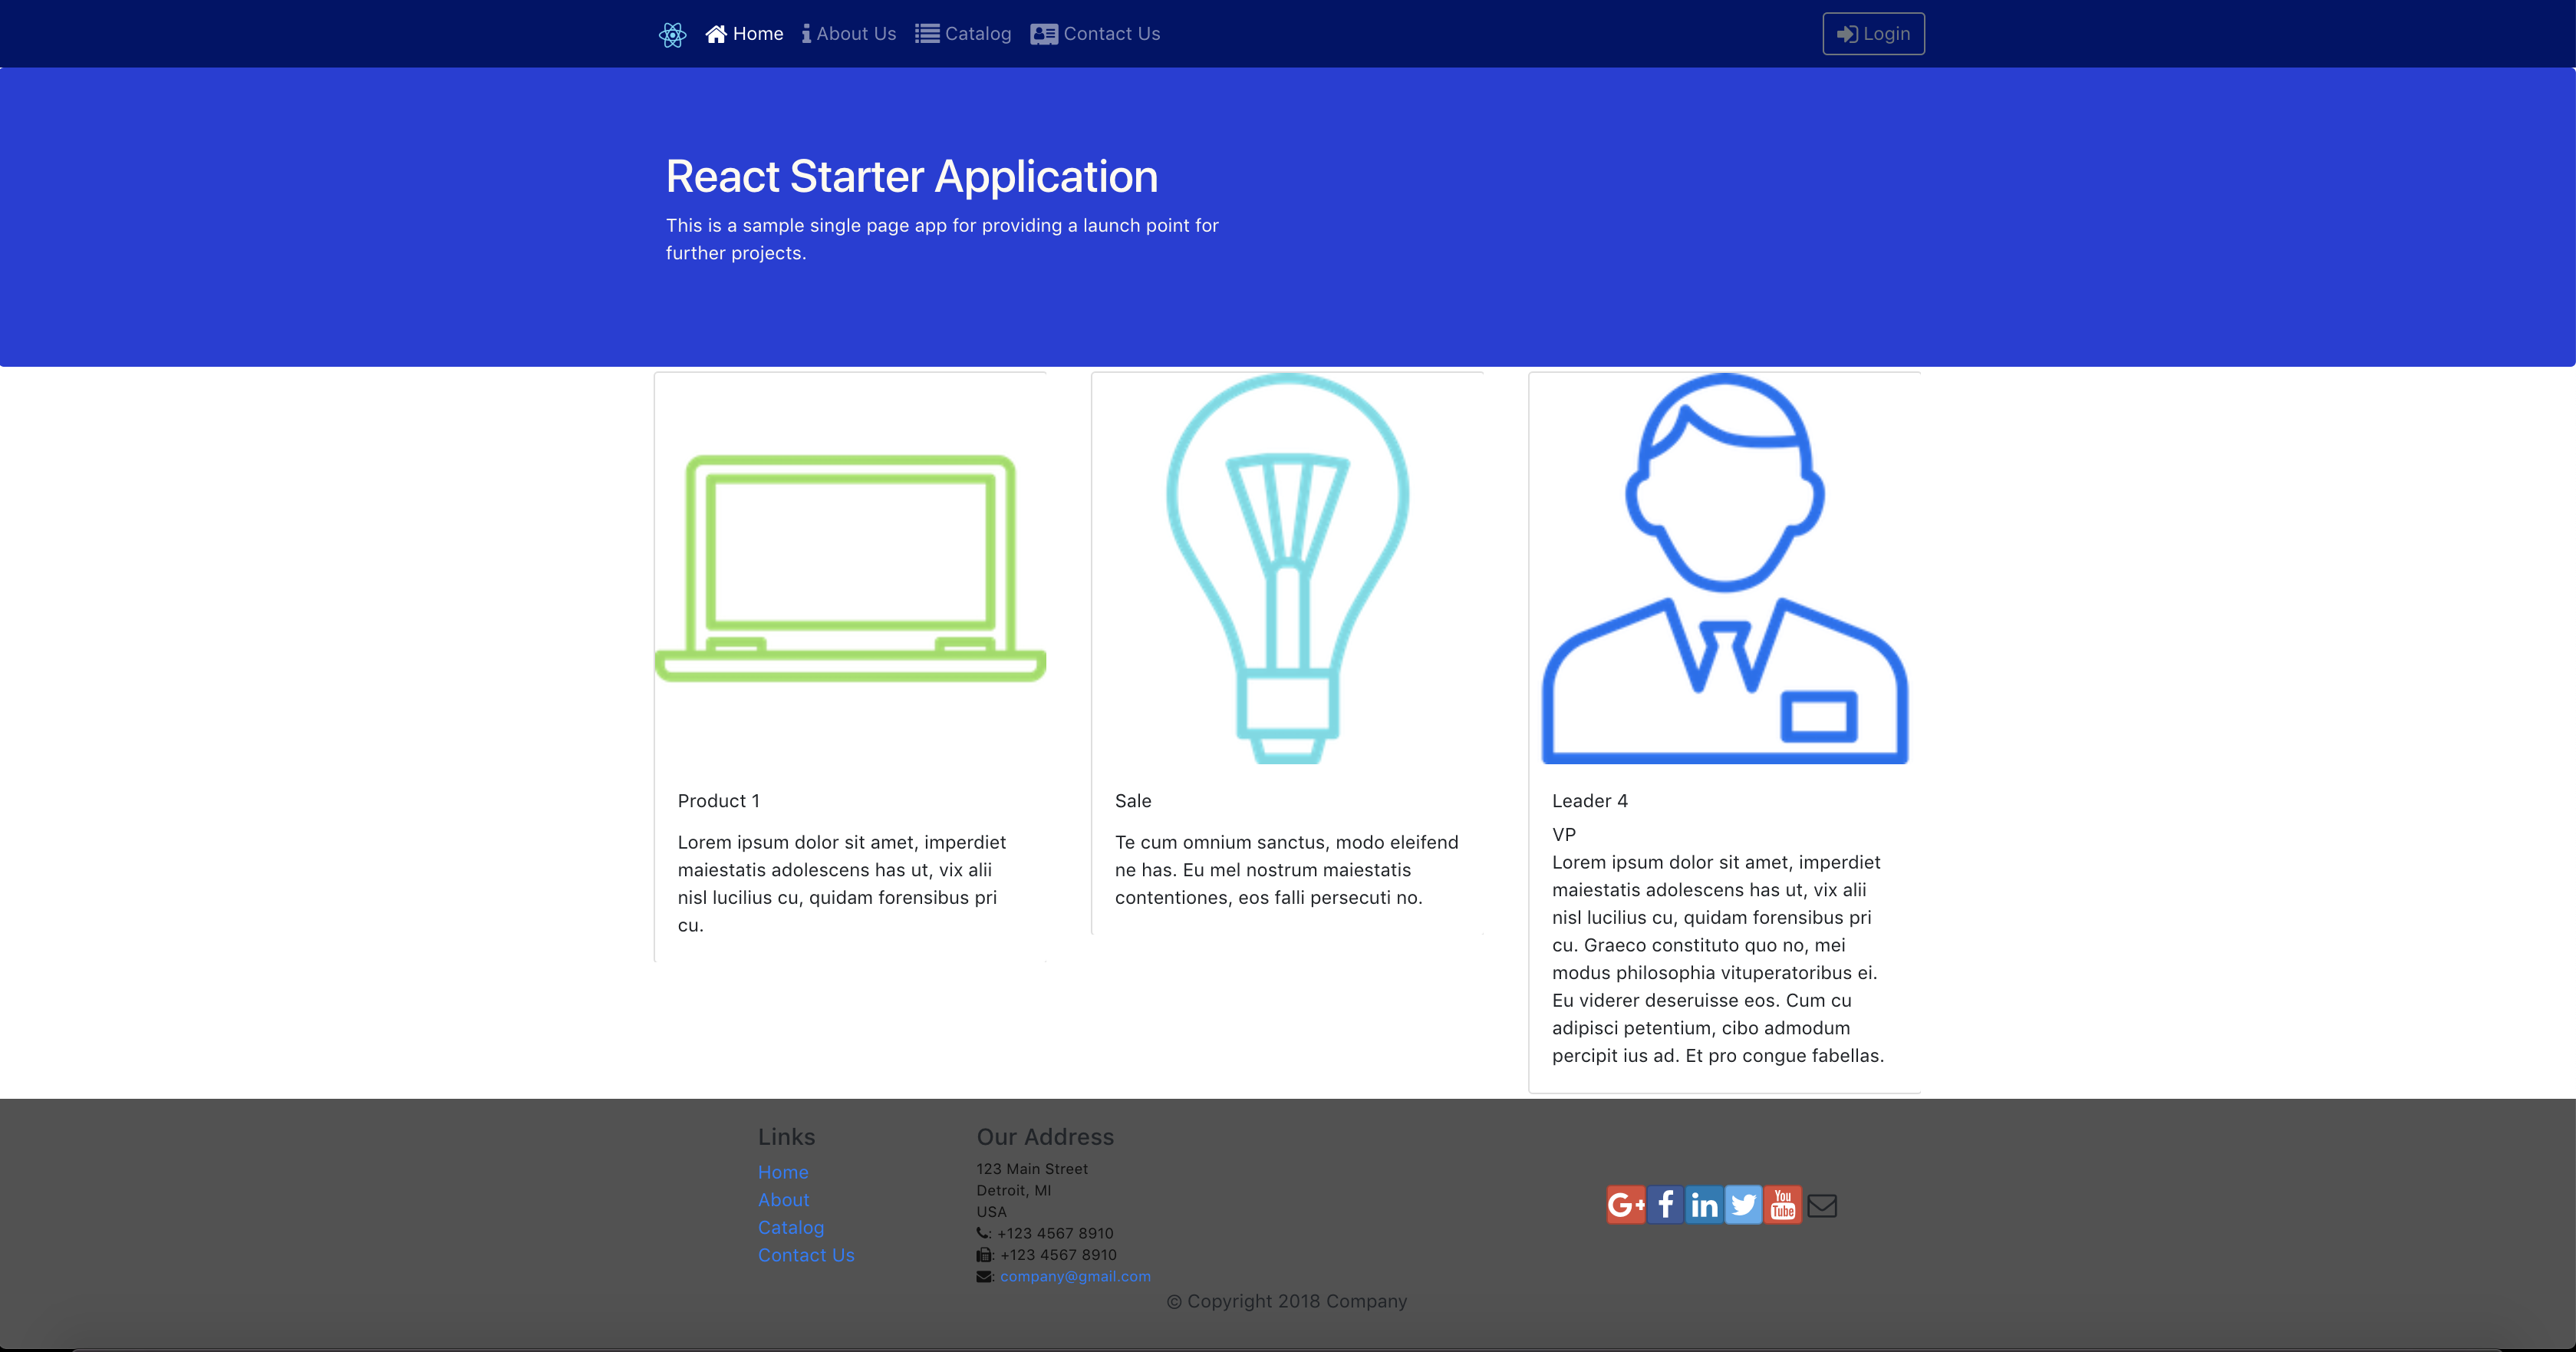 Home
About Us
Catalog
Contact Us
Login
React Starter Application
This is a sample single page app for providing a launch point for
further projects.
Product 1
Lorem ipsum dolor sit amet, imperdiet
maiestatis adolescens has ut, vix alii
nisl lucilius cu, quidam forensibus pri
cu.
Sale
Te cum omnium sanctus, modo eleifend
ne has. Eu mel nostrum maiestatis
contentiones, eos falli persecuti no.
Leader 4
VP
Lorem ipsum dolor sit amet, imperdiet
maiestatis adolescens has ut, vix alii
nisl lucilius cu, quidam forensibus pri
cu. Graeco constituto quo no, mei
modus philosophia vituperatoribus ei.
Eu viderer deseruisse eos. Cum cu
adipisci petentium, cibo admodum
percipit ius ad. Et pro congue fabellas.
Links
Home
About
Catalog
Contact Us
Our Address
123 Main Street
Detroit, MI
USA
: +123 4567 8910
: +123 4567 8910
: company@gmail.com
G+
f
in
You
Tube
© Copyright 2018 Company